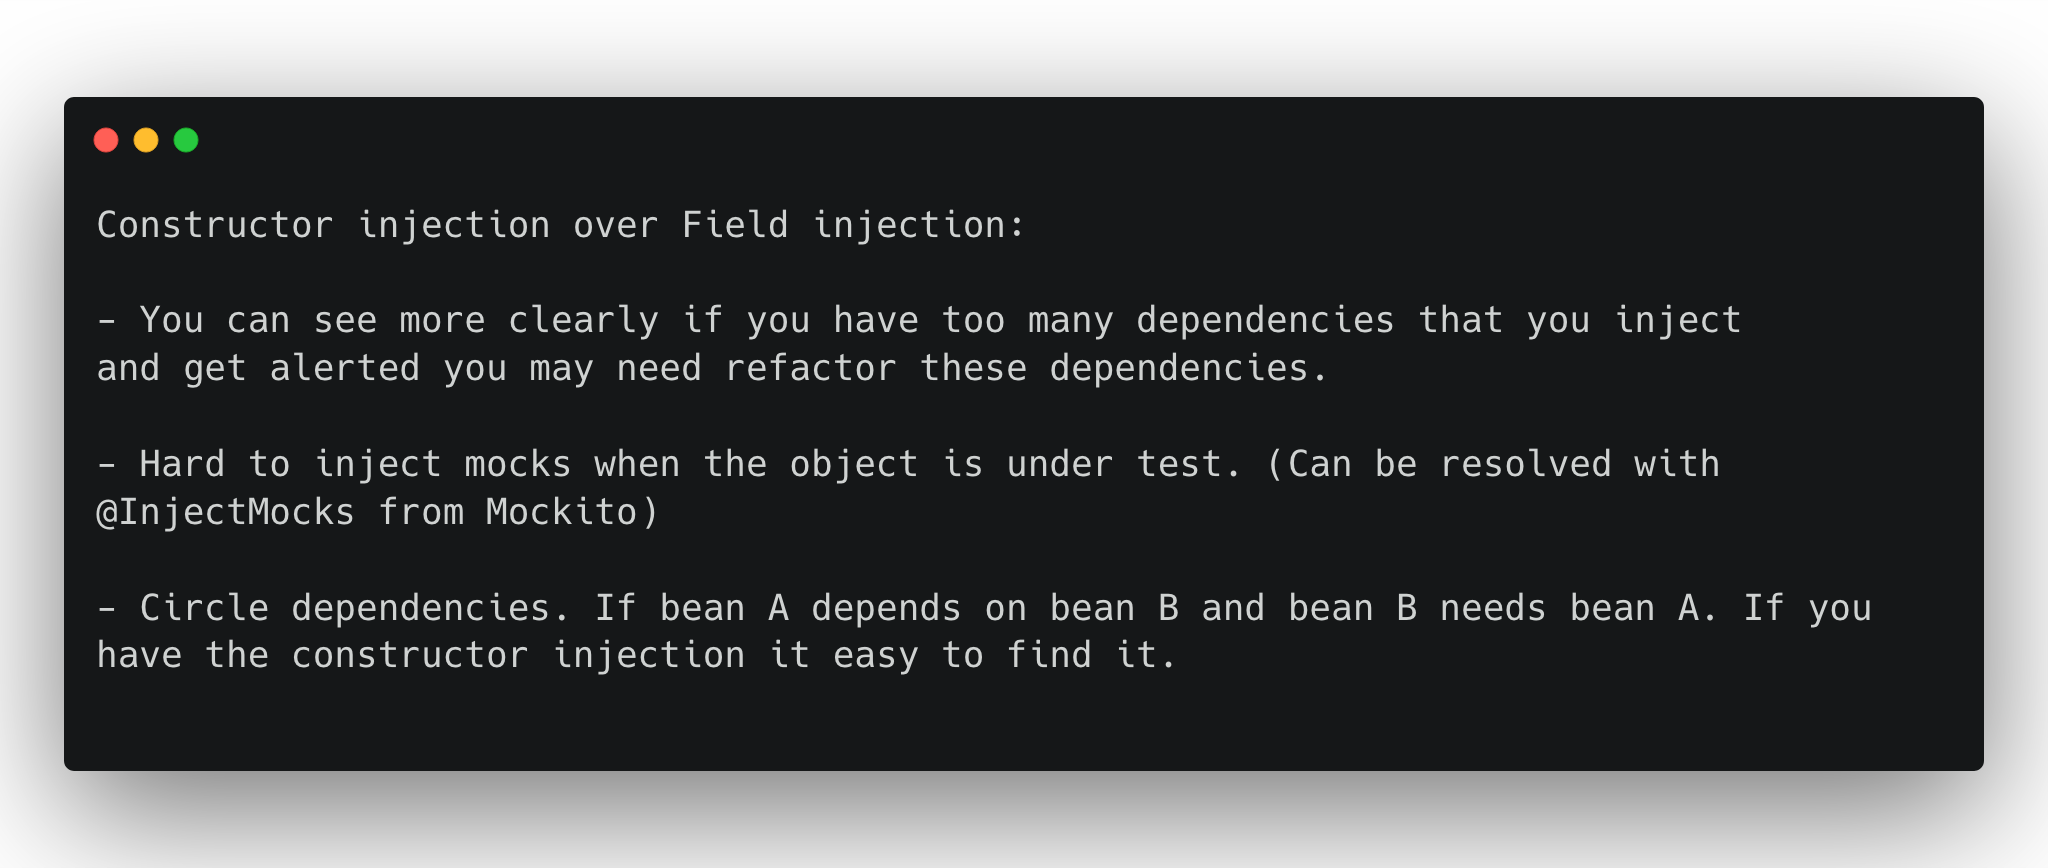 Constructor injection over Field injection:
- You can see more clearly if you have too many dependencies that you inject
and get alerted you may need refactor these dependencies.
- Hard to inject mocks when the object is under test. (Can be resolved with
@InjectMocks from Mockito)
- Circle dependencies. If bean A depends on bean B and bean B needs bean A. If you
have the constructor injection it easy to find it.